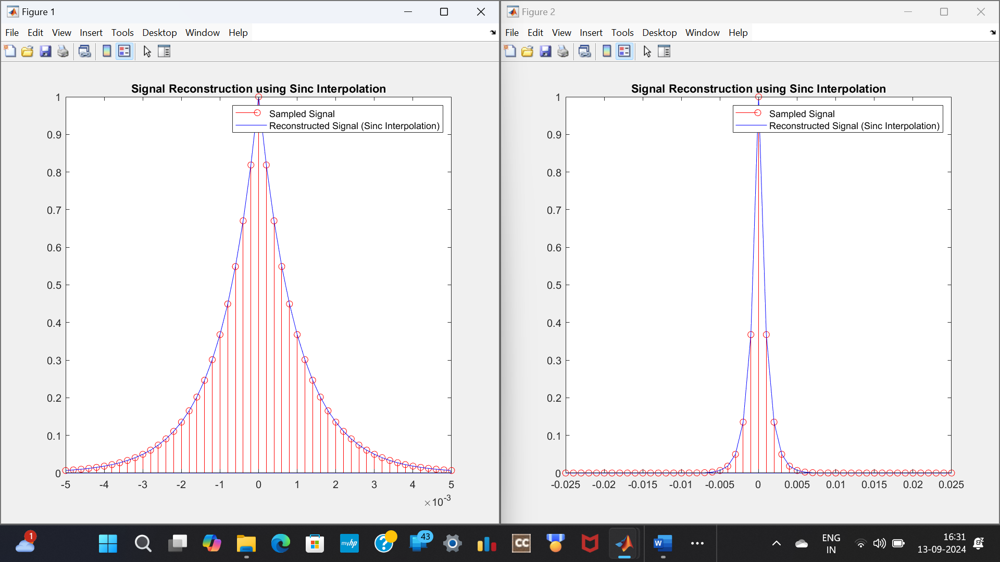 Figure 1
File Edit View Insert Tools Desktop Window Help
Signal Reconstruction using Sinc Interpolation
Sampled Signal
Reconstructed Signal (Sinc Interpolation)
1
0.9
0.8
0.7
0.6
0.5
0.4
0.3
0.2
0.1
0
-5 -4 -3 -2 -1 0 1 2 3 4 5
×10-3
Figure 2
File Edit View Insert Tools Desktop Window Help
Signal Reconstruction using Sinc Interpolation
Sampled Signal
Reconstructed Signal (Sinc Interpolation)
1
0.9
0.8
0.7
0.6
0.5
0.4
0.3
0.2
0.1
0
-0.025 -0.02 -0.015 -0.01 -0.005 0 0.005 0.01 0.015 0.02 0.025
1
myhp
?
43
CC
W
ENG
IN
16:31
13-09-2024